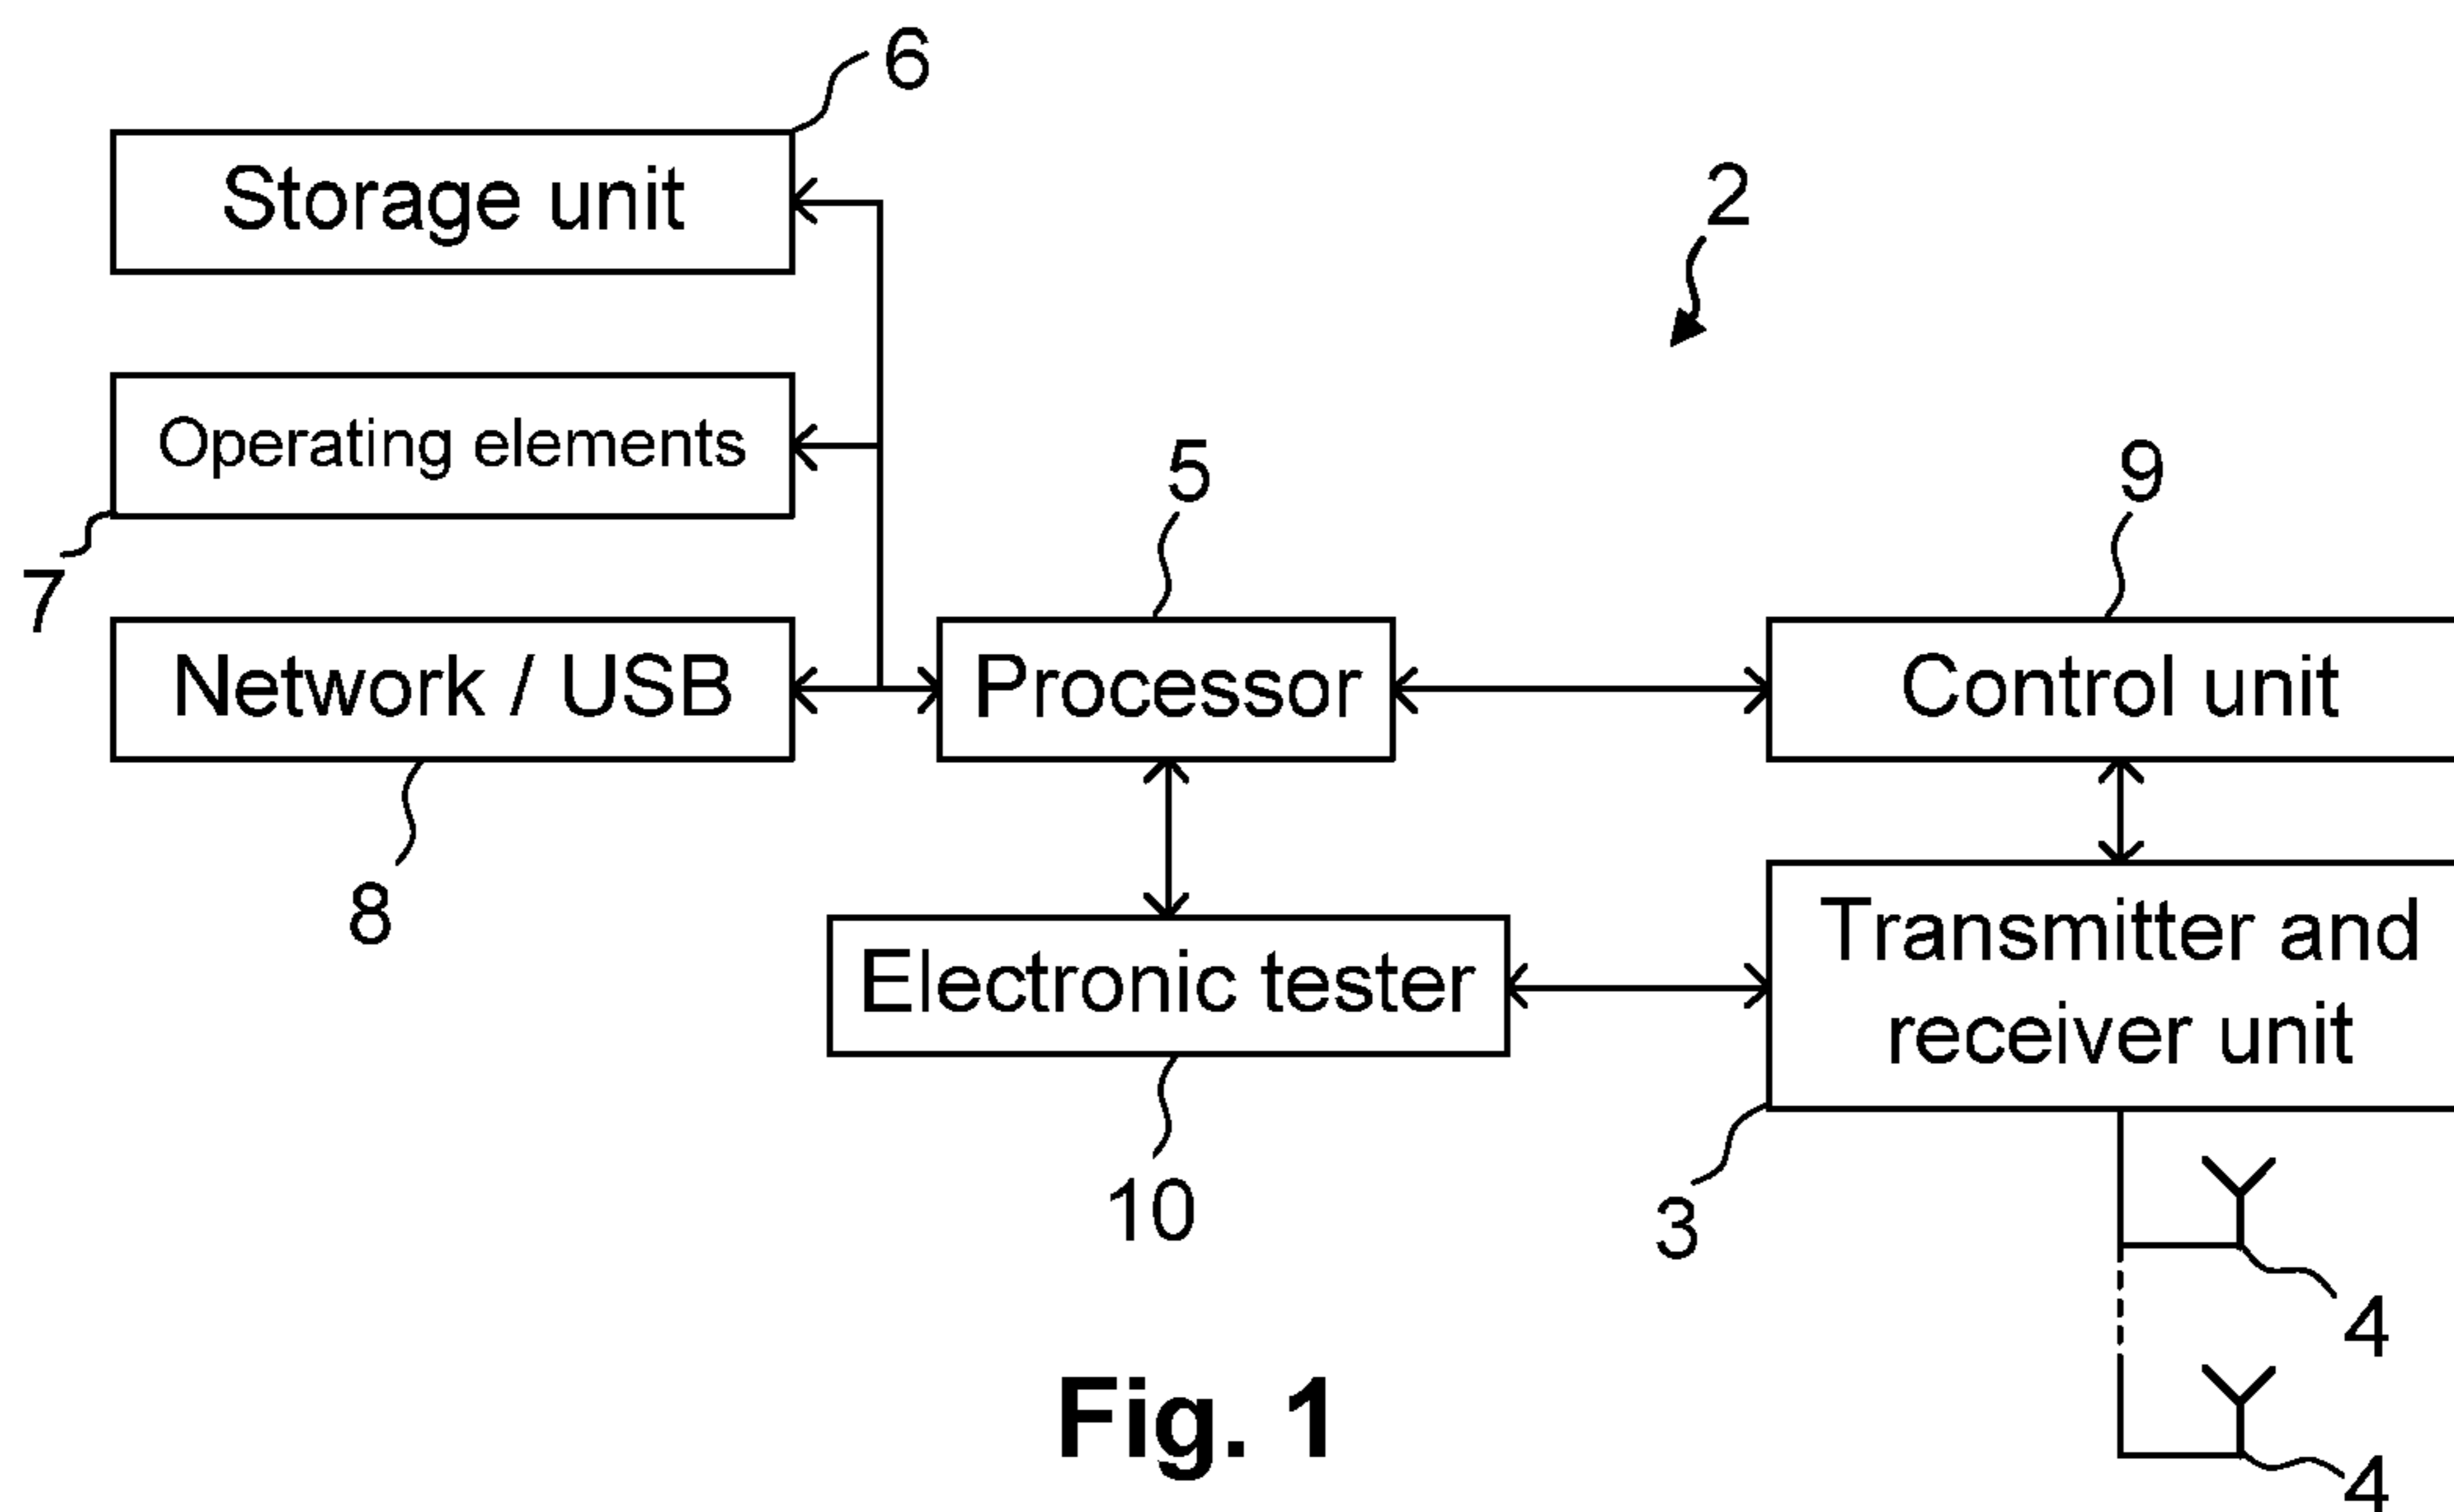 6
Storage unit
2
Operating elements
5
9
7
Network / USB
Processor
Control unit
8
Electronic tester
Transmitter and
receiver unit
10
3
4
Fig. 1
4